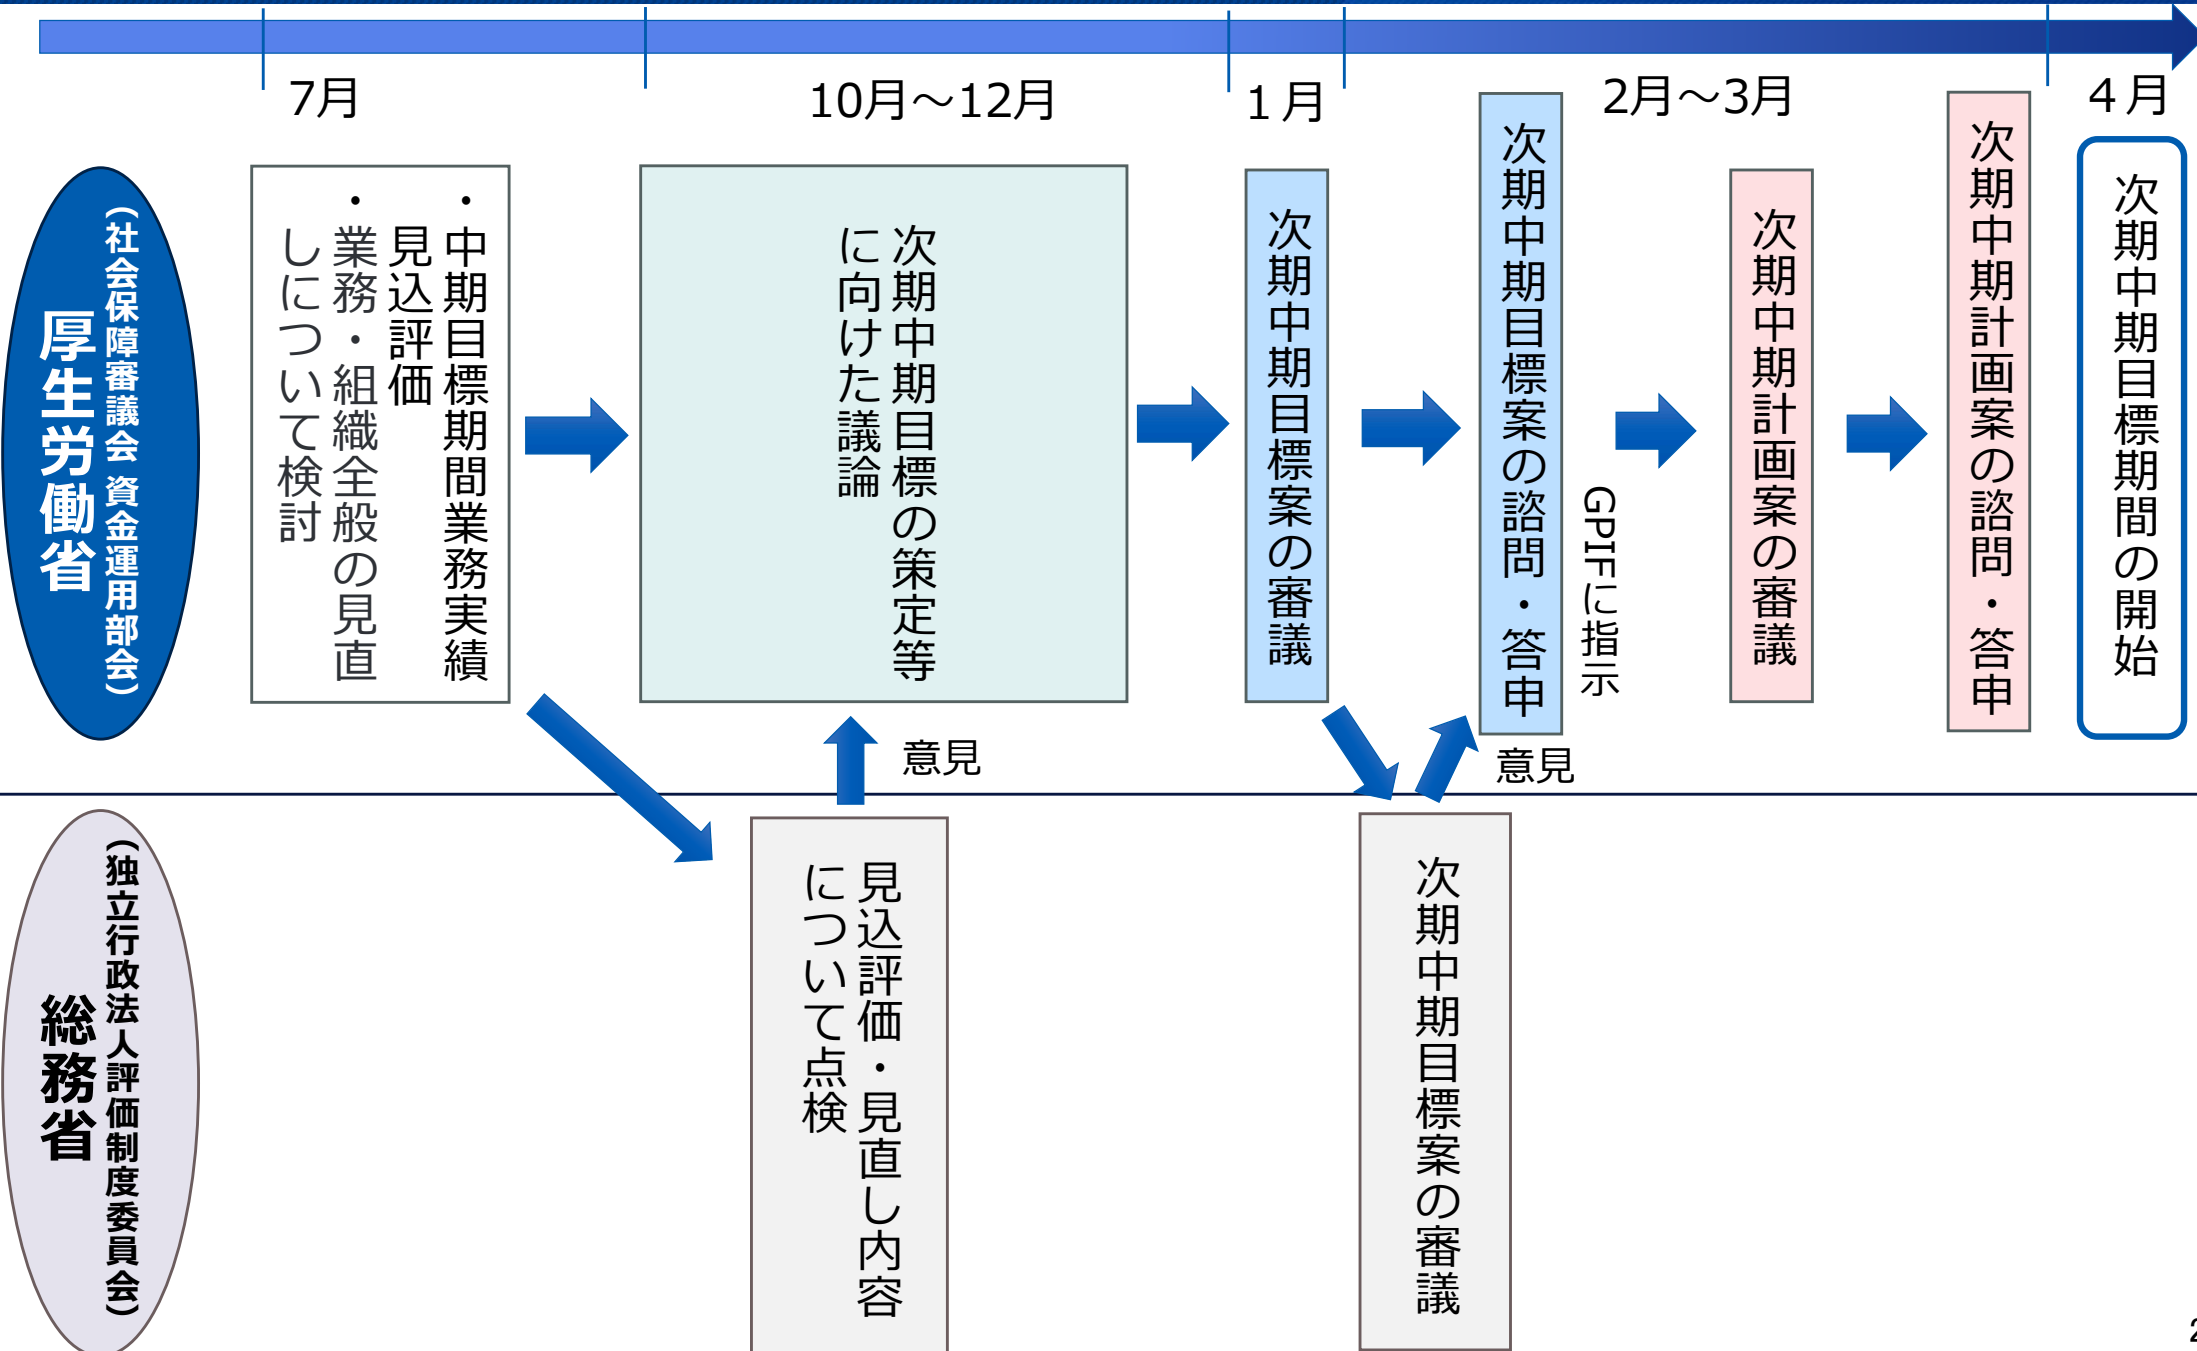 7月
10月～12月
１月
2月～3月
４月
厚生労働省
（社会保障審議会 資金運用部会）
・中期目標期間業務実績
見込評価
・業務・組織全般の見直
しについて検討
次期中期目標の策定等
に向けた議論
次期中期目標案の審議
次期中期目標案の諮問・答申
GPIFに指示
次期中期計画案の審議
次期中期計画案の諮問・答申
次期中期目標期間の開始
意見
意見
総務省
（独立行政法人評価制度委員会）
見込評価・見直し内容
について点検
次期中期目標案の審議
2